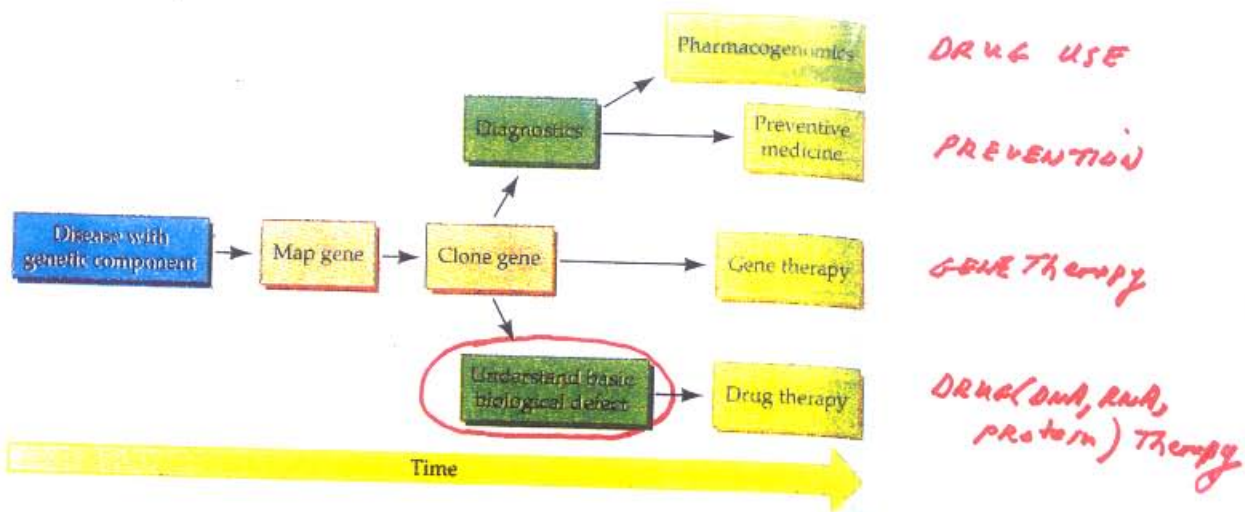 Pharmacogenomics
DRUG USE
Diagnostics
Preventive
medicine
PREVENTION
Disease with
genetic component
Map gene
Clone gene
Gene therapy
GENE Therapy
Understand basic
biological defect
Drug therapy
DRUG (DNA, RNA,
protein) Therapy
Time